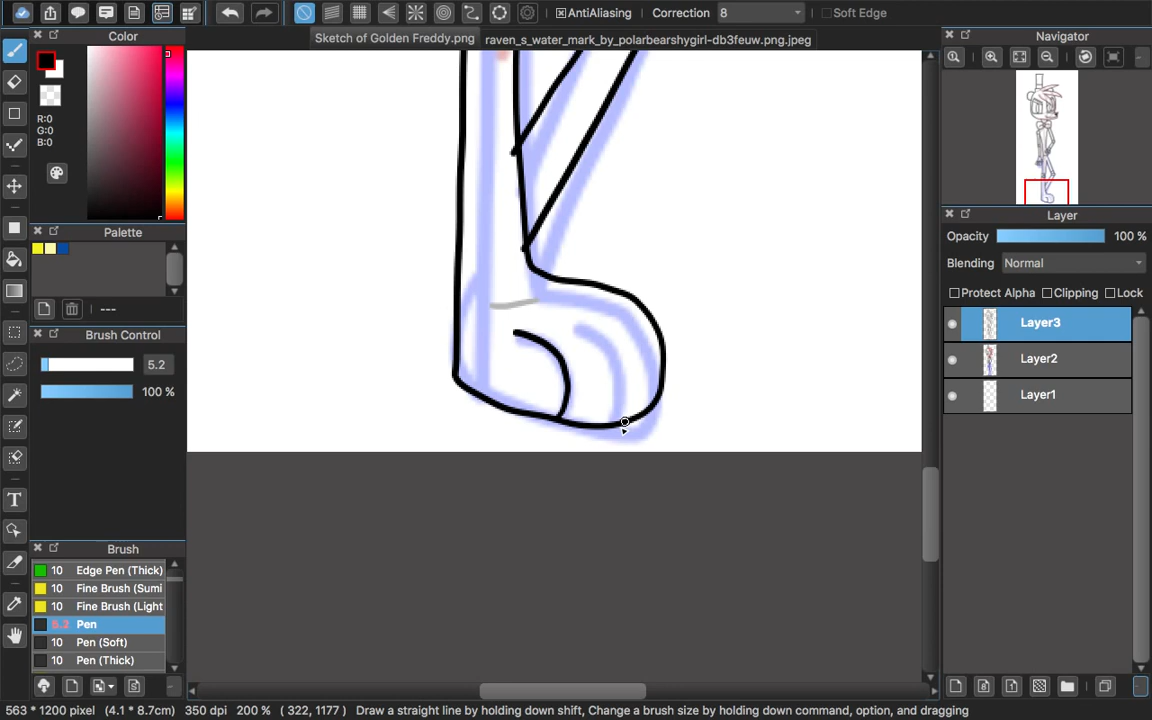 AntiAliasing Correction 8 Soft Edge
Color
Sketch of Golden Freddy.png
raven_s_water_mark_by_polarbearshygirl-db3feuw.png.jpeg
Navigator
R:0
G:0
B:0
Palette
---
Brush Control
5.2
100 %
Layer
Opacity 100 %
Blending Normal
Protect Alpha Clipping Lock
Layer3
Layer2
Layer1
T
Brush
10 Edge Pen (Thick)
10 Fine Brush (Sumi
10 Fine Brush (Light
5.2 Pen
10 Pen (Soft)
10 Pen (Thick)
563 * 1200 pixel (4.1 * 8.7cm) 350 dpi 200 % ( 322, 1177 ) Draw a straight line by holding down shift, Change a brush size by holding down command, option, and dragging